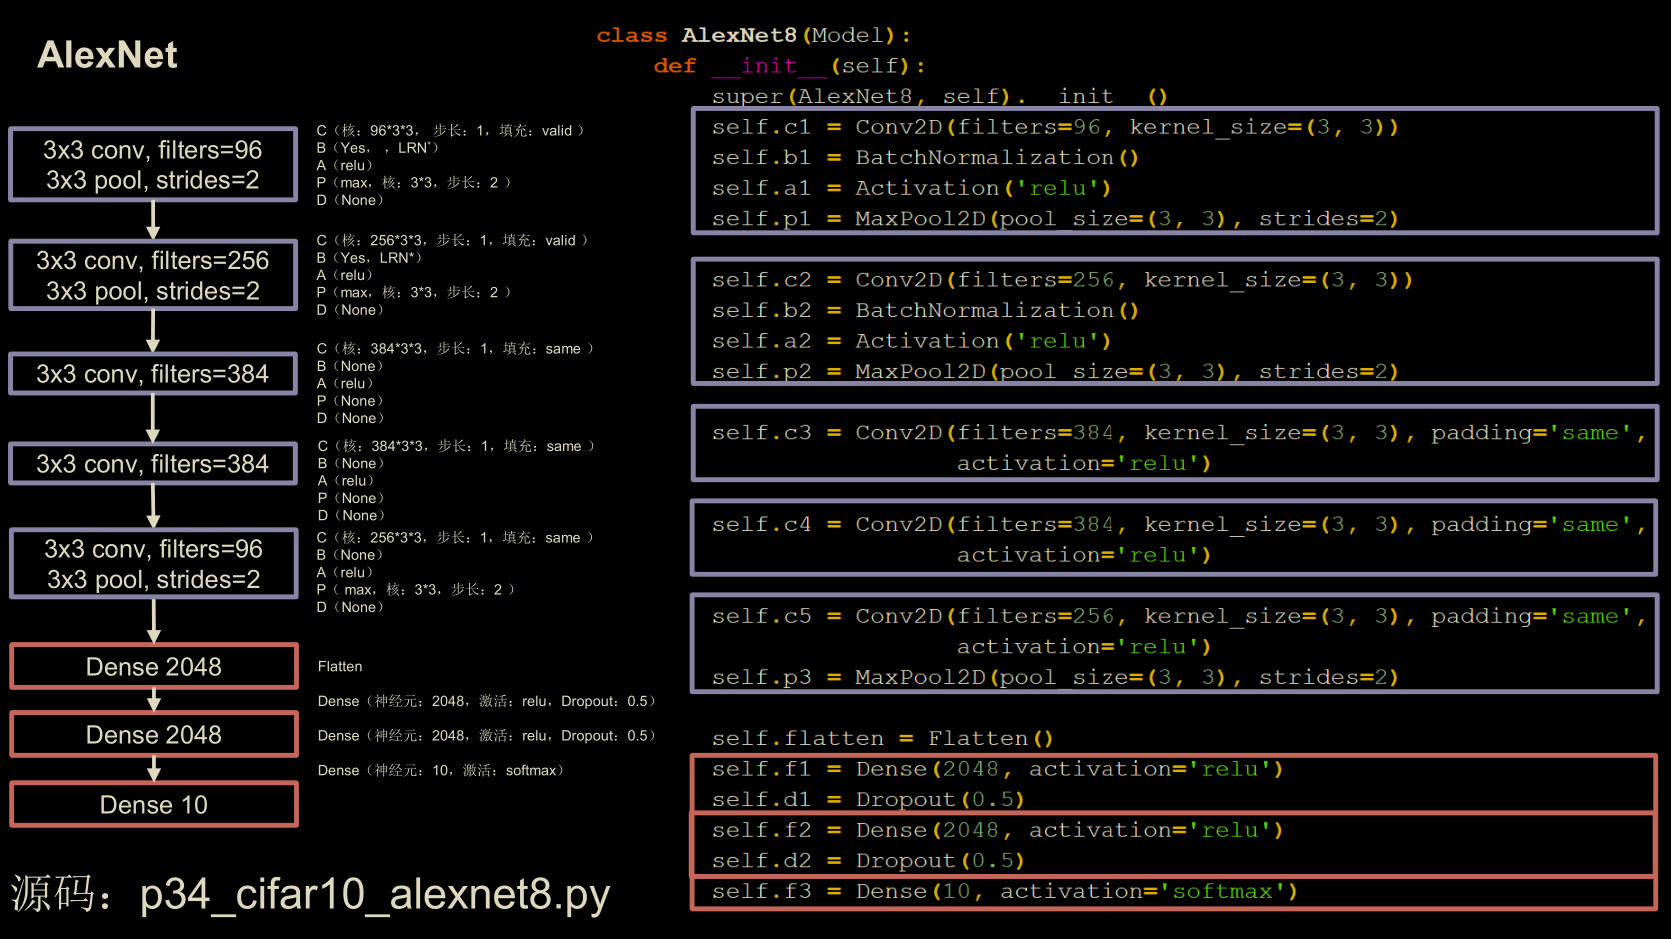 AlexNet
3x3 conv, filters=96
3x3 pool, strides=2
3x3 conv, filters=256
3x3 pool, strides=2
3x3 conv, filters=384
3x3 conv, filters=384
3x3 conv, filters=96
3x3 pool, strides=2
Dense 2048
Dense 2048
Dense 10
C（核：96*3*3， 步长：1，填充：valid ）
B（Yes， ，LRN*）
A（relu）
P（max，核：3*3，步长：2 ）
D（None）
C（核：256*3*3，步长：1，填充：valid ）
B（Yes，LRN*）
A（relu）
P（max，核：3*3，步长：2 ）
D（None）
C（核：384*3*3，步长：1，填充：same ）
B（None）
A（relu）
P（None）
D（None）
C（核：384*3*3，步长：1，填充：same ）
B（None）
A（relu）
P（None）
D（None）
C（核：256*3*3，步长：1，填充：same ）
B（None）
A（relu）
P（ max，核：3*3，步长：2 ）
D（None）
Flatten
Dense（神经元：2048，激活：relu，Dropout：0.5）
Dense（神经元：2048，激活：relu，Dropout：0.5）
Dense（神经元：10，激活：softmax）
源码：p34_cifar10_alexnet8.py
class AlexNet8(Model):
def __init__(self):
super(AlexNet8, self).__init__()
self.c1 = Conv2D(filters=96, kernel_size=(3, 3))
self.b1 = BatchNormalization()
self.a1 = Activation('relu')
self.p1 = MaxPool2D(pool_size=(3, 3), strides=2)
self.c2 = Conv2D(filters=256, kernel_size=(3, 3))
self.b2 = BatchNormalization()
self.a2 = Activation('relu')
self.p2 = MaxPool2D(pool_size=(3, 3), strides=2)
self.c3 = Conv2D(filters=384, kernel_size=(3, 3), padding='same',
activation='relu')
self.c4 = Conv2D(filters=384, kernel_size=(3, 3), padding='same',
activation='relu')
self.c5 = Conv2D(filters=256, kernel_size=(3, 3), padding='same',
activation='relu')
self.p3 = MaxPool2D(pool_size=(3, 3), strides=2)
self.flatten = Flatten()
self.f1 = Dense(2048, activation='relu')
self.d1 = Dropout(0.5)
self.f2 = Dense(2048, activation='relu')
self.d2 = Dropout(0.5)
self.f3 = Dense(10, activation='softmax')